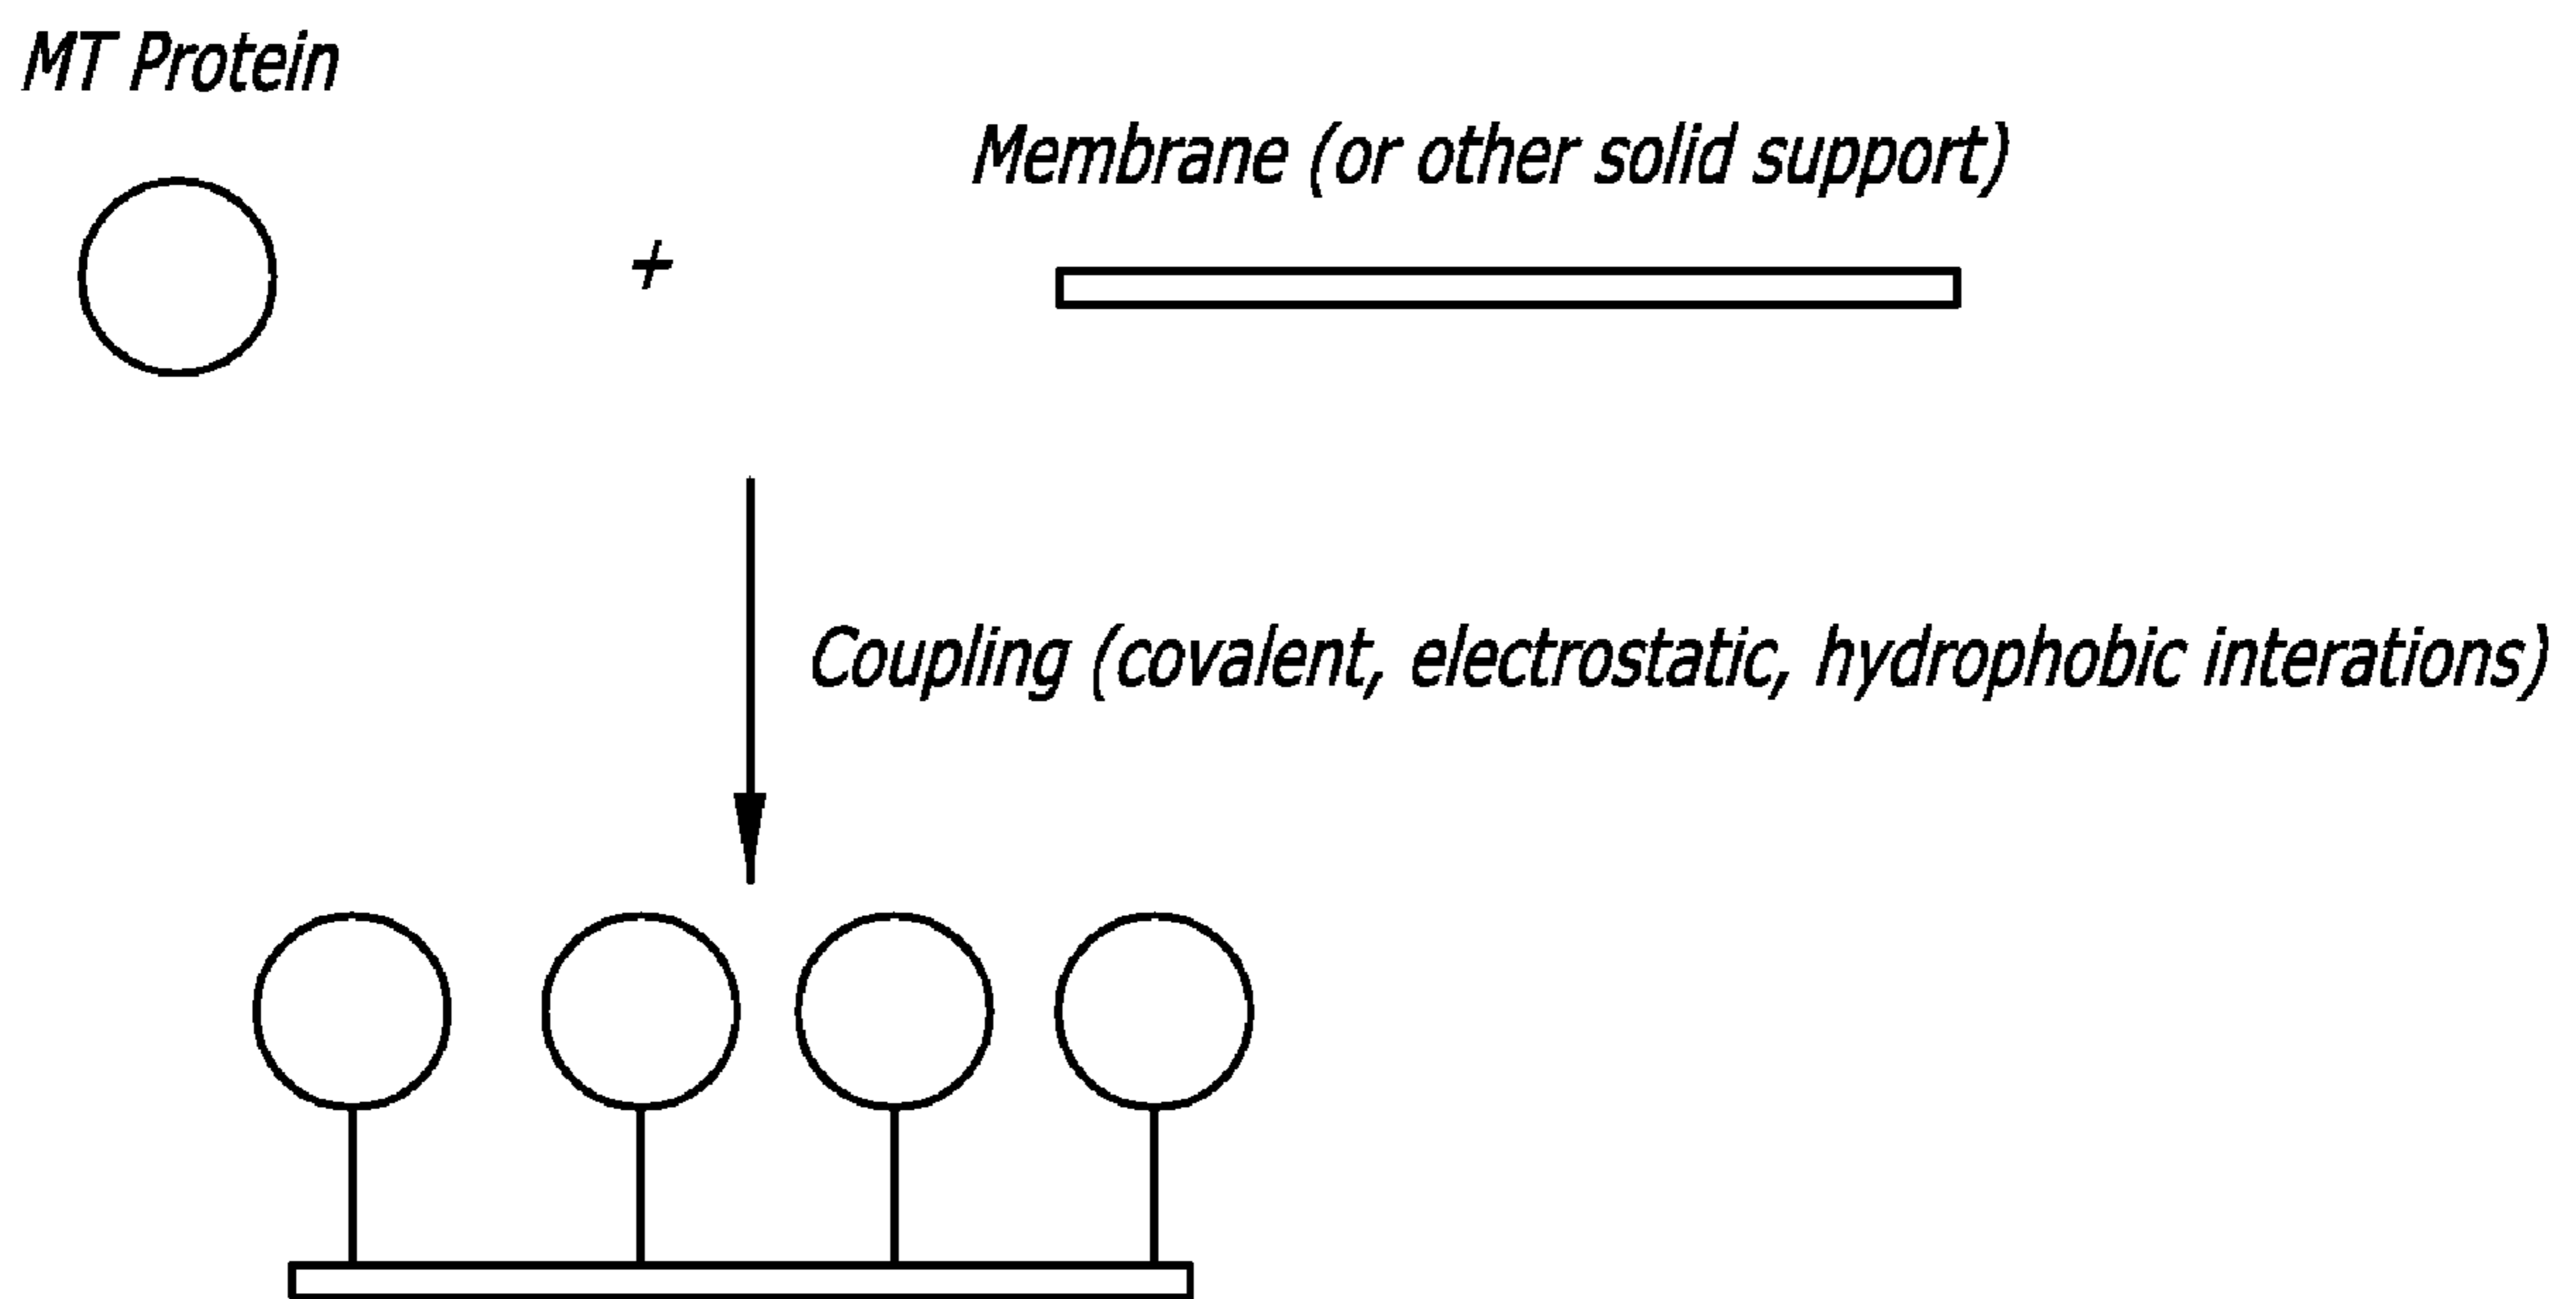 MT Protein
Membrane (or other solid support)
+
Coupling (covalent, electrostatic, hydrophobic interations)